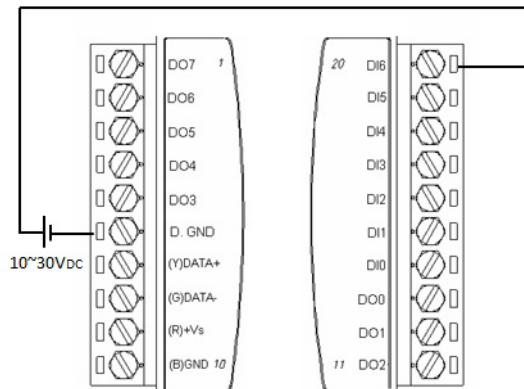 DO7 1
DO6
DO5
DO4
DO3
D. GND
(Y)DATA+
(G)DATA-
(R)+Vs
(B)GND 10
10~30VDC
20 DI6
DI5
DI4
DI3
DI2
DI1
DI0
DO0
DO1
11 DO2